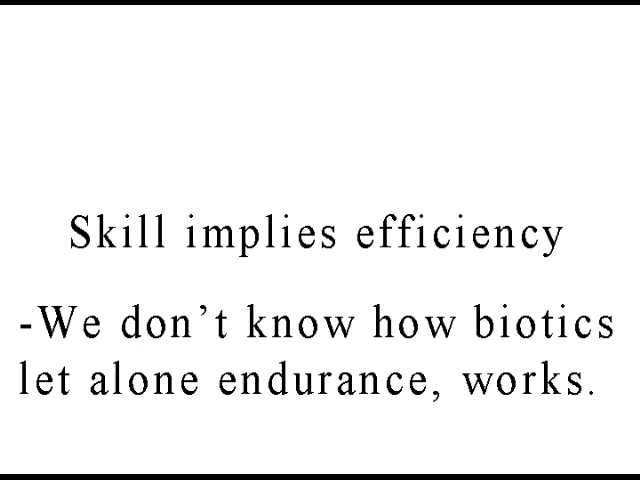 Skill implies efficiency
-We don’t know how biotics
let alone endurance, works.